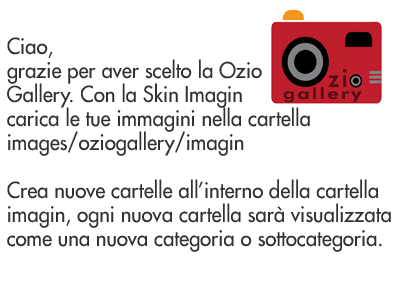 Ciao,
grazie per aver scelto la Ozio
Gallery. Con la Skin Imagin
carica le tue immagini nella cartella
images/oziogallery/imagin
Crea nuove cartelle all'interno della cartella
imagin, ogni nuova cartella sarà visualizzata
come una nuova categoria o sottocategoria.
ozio
gallery